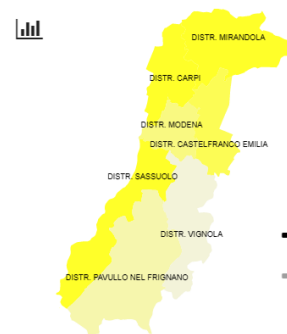 DISTR. MIRANDOLA
DISTR. CARPI
DISTR. MODENA
DISTR. CASTELFRANCO EMILIA
DISTR. SASSUOLO
DISTR. VIGNOLA
DISTR. PAVULLO NEL FRIGNANO